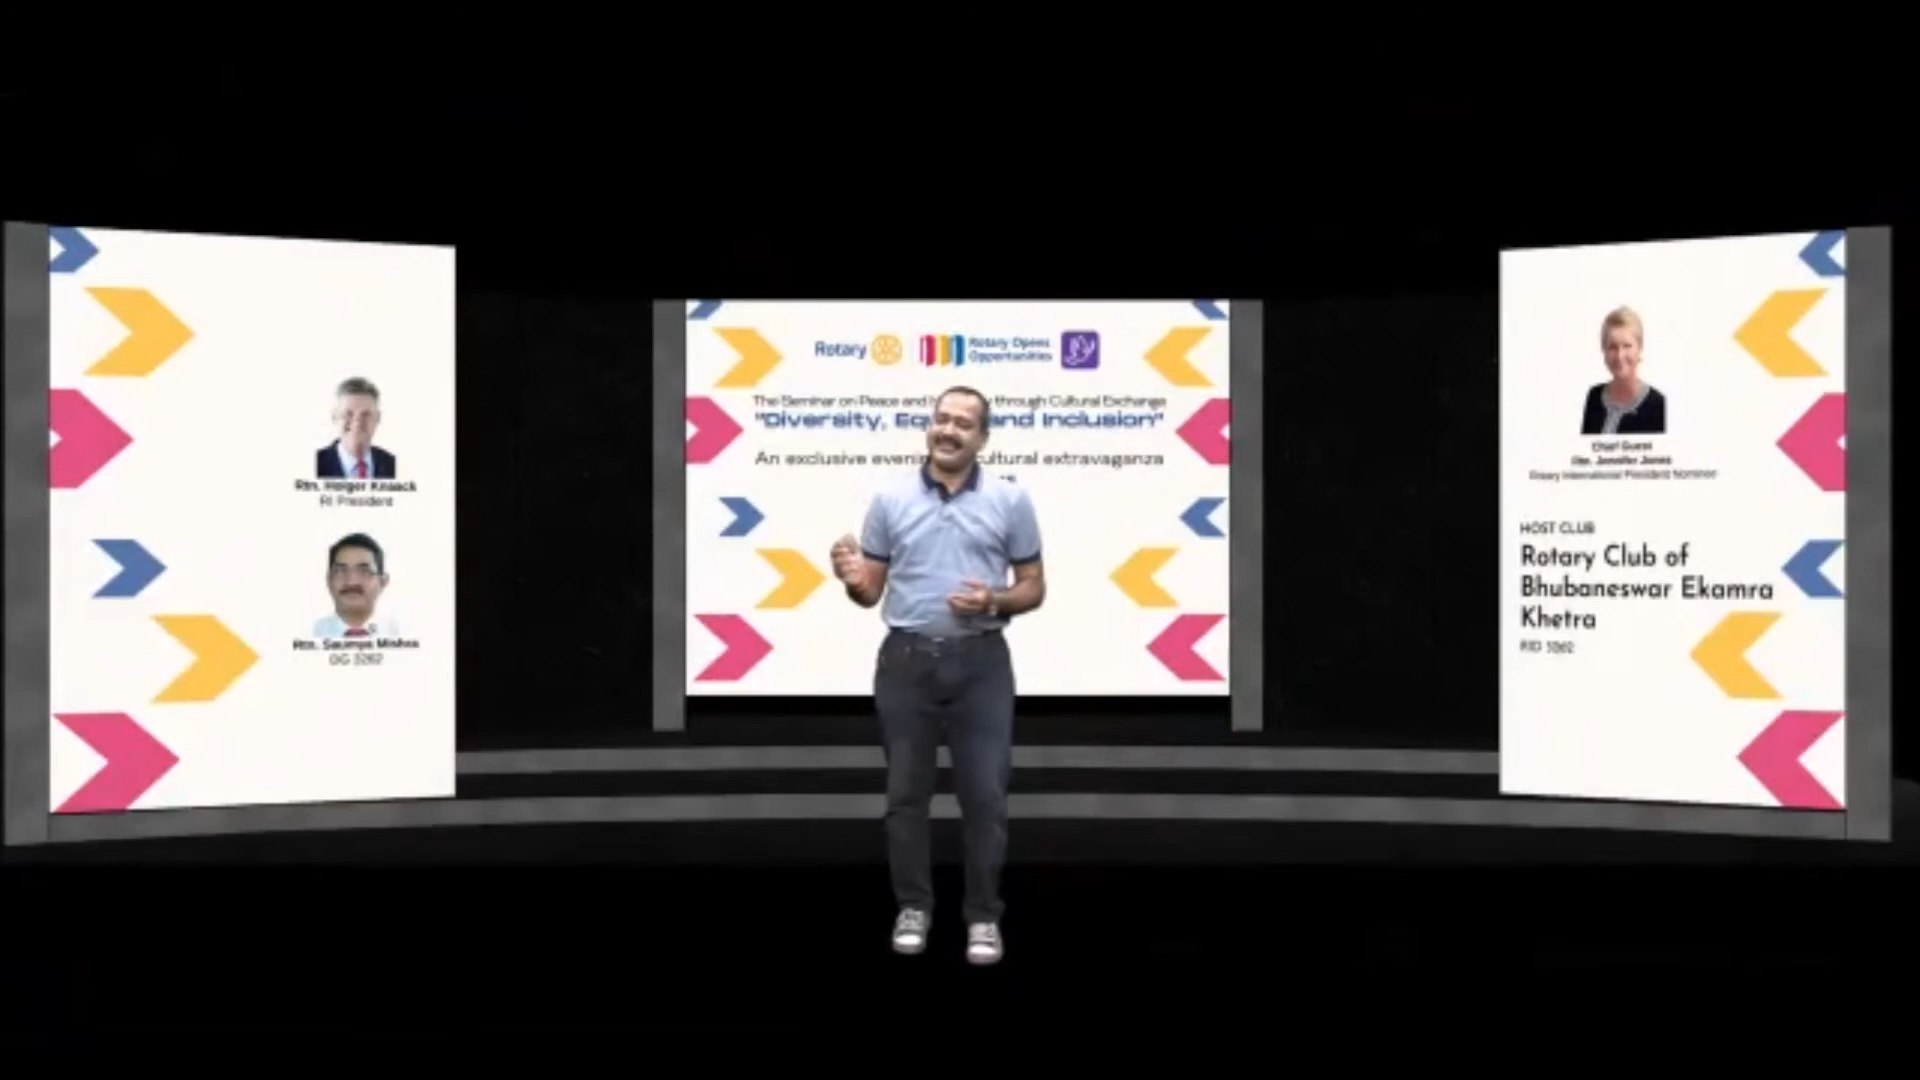 Rtn. Holger Knaack
RI President
Rtn. Saumya Mishra
DG 3262
Rotary
Rotary Opens
Opportunities
The Seminar on Peace and through Cultural Exchange
"Diversity, and Inclusion"
An exclusive cultural extravaganza
Chief Guest
Rtn. Jennifer Jones
Rotary International President Nominee
HOST CLUB
Rotary Club of
Bhubaneswar Ekamra
Khetra
RID 3262